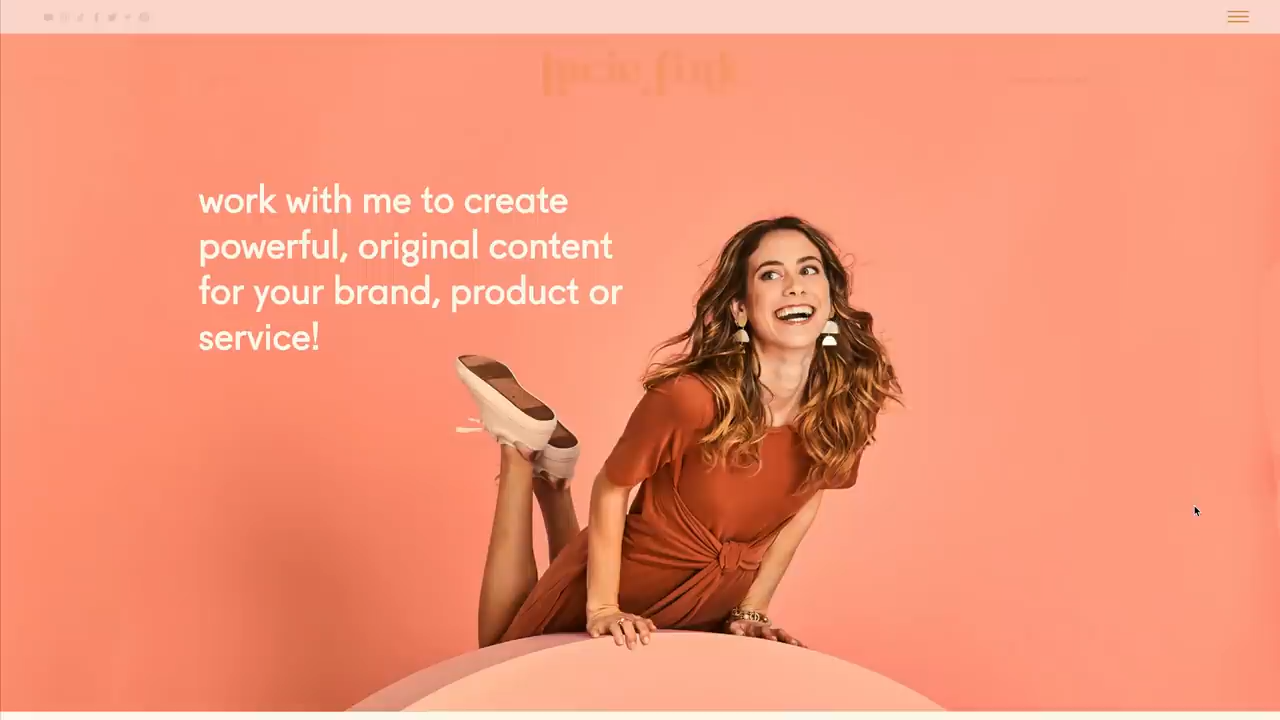 work with me to create
powerful, original content
for your brand, product or
service!